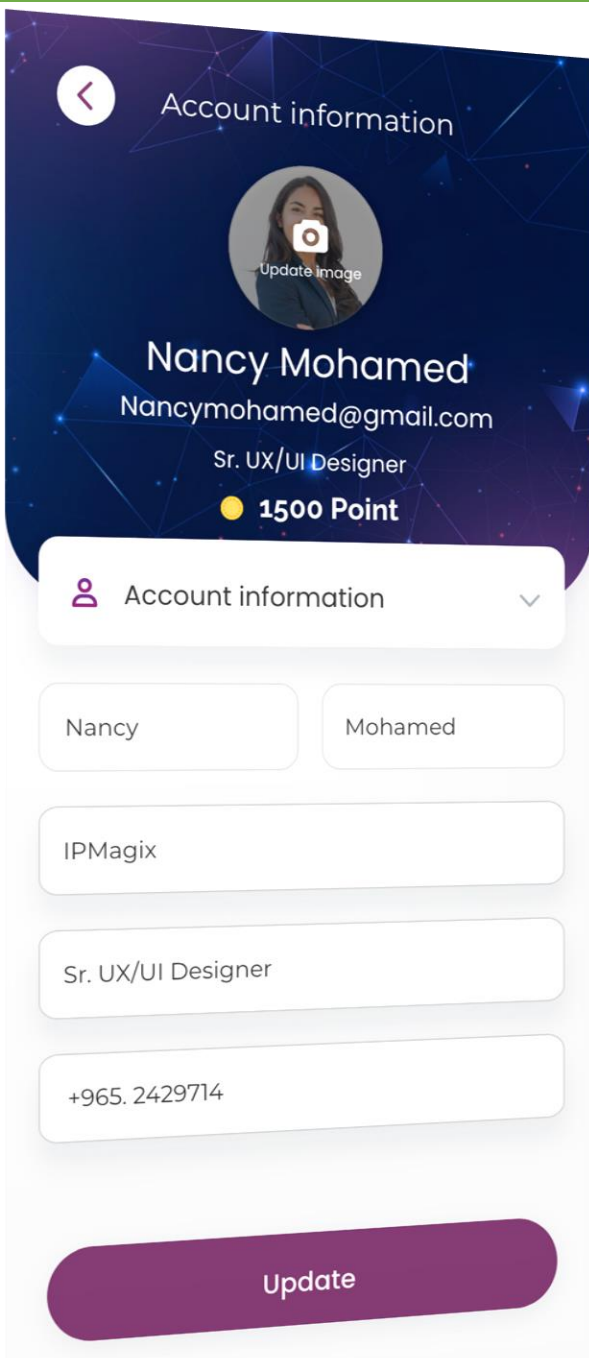 Account information
Update image
Nancy Mohamed
Nancymohamed@gmail.com
Sr. UX/UI Designer
1500 Point
Account information
Nancy
Mohamed
IPMagix
Sr. UX/UI Designer
+965. 2429714
Update